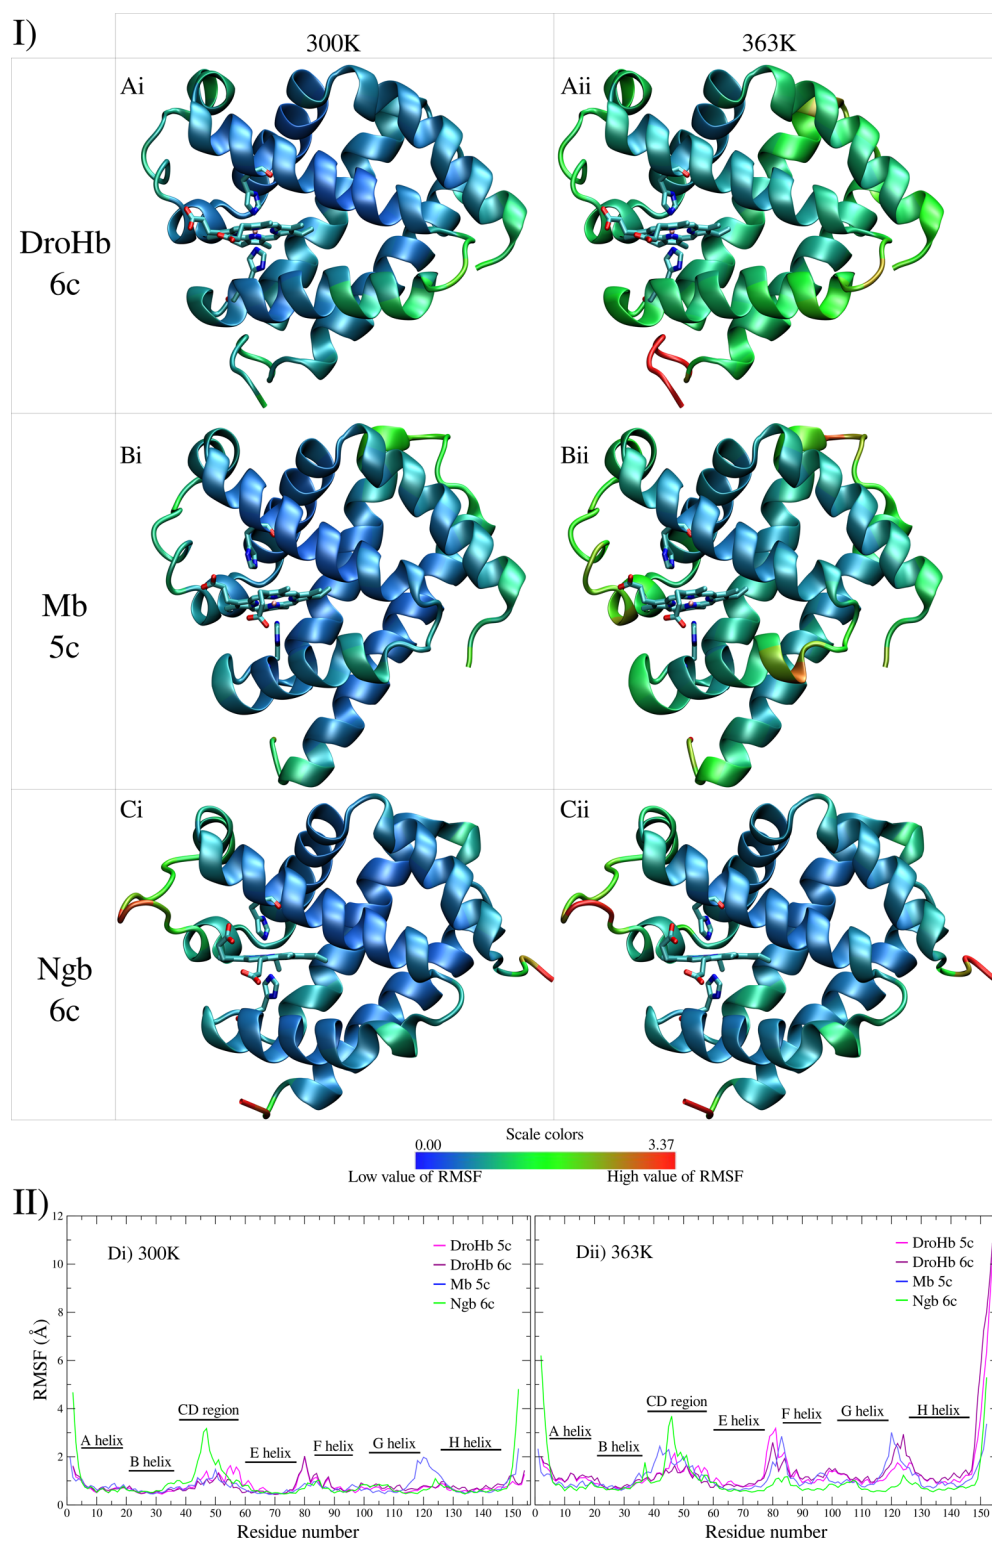 I)
300K
363K
Ai
Aii
DroHb
6c
Bi
Bii
Mb
5c
Ci
Cii
Ngb
6c
Scale colors
0.00
3.37
Low value of RMSF
High value of RMSF
II)
12
10
8
6
4
2
0
RMSF (Å)
Di) 300K
DroHb 5c
DroHb 6c
Mb 5c
Ngb 6c
CD region
A helix
B helix
E helix
F helix
G helix
H helix
0 10 20 30 40 50 60 70 80 90 100 110 120 130 140 150
Residue number
Dii) 363K
DroHb 5c
DroHb 6c
Mb 5c
Ngb 6c
CD region
A helix
B helix
E helix
F helix
G helix
H helix
0 10 20 30 40 50 60 70 80 90 100 110 120 130 140 150
Residue number